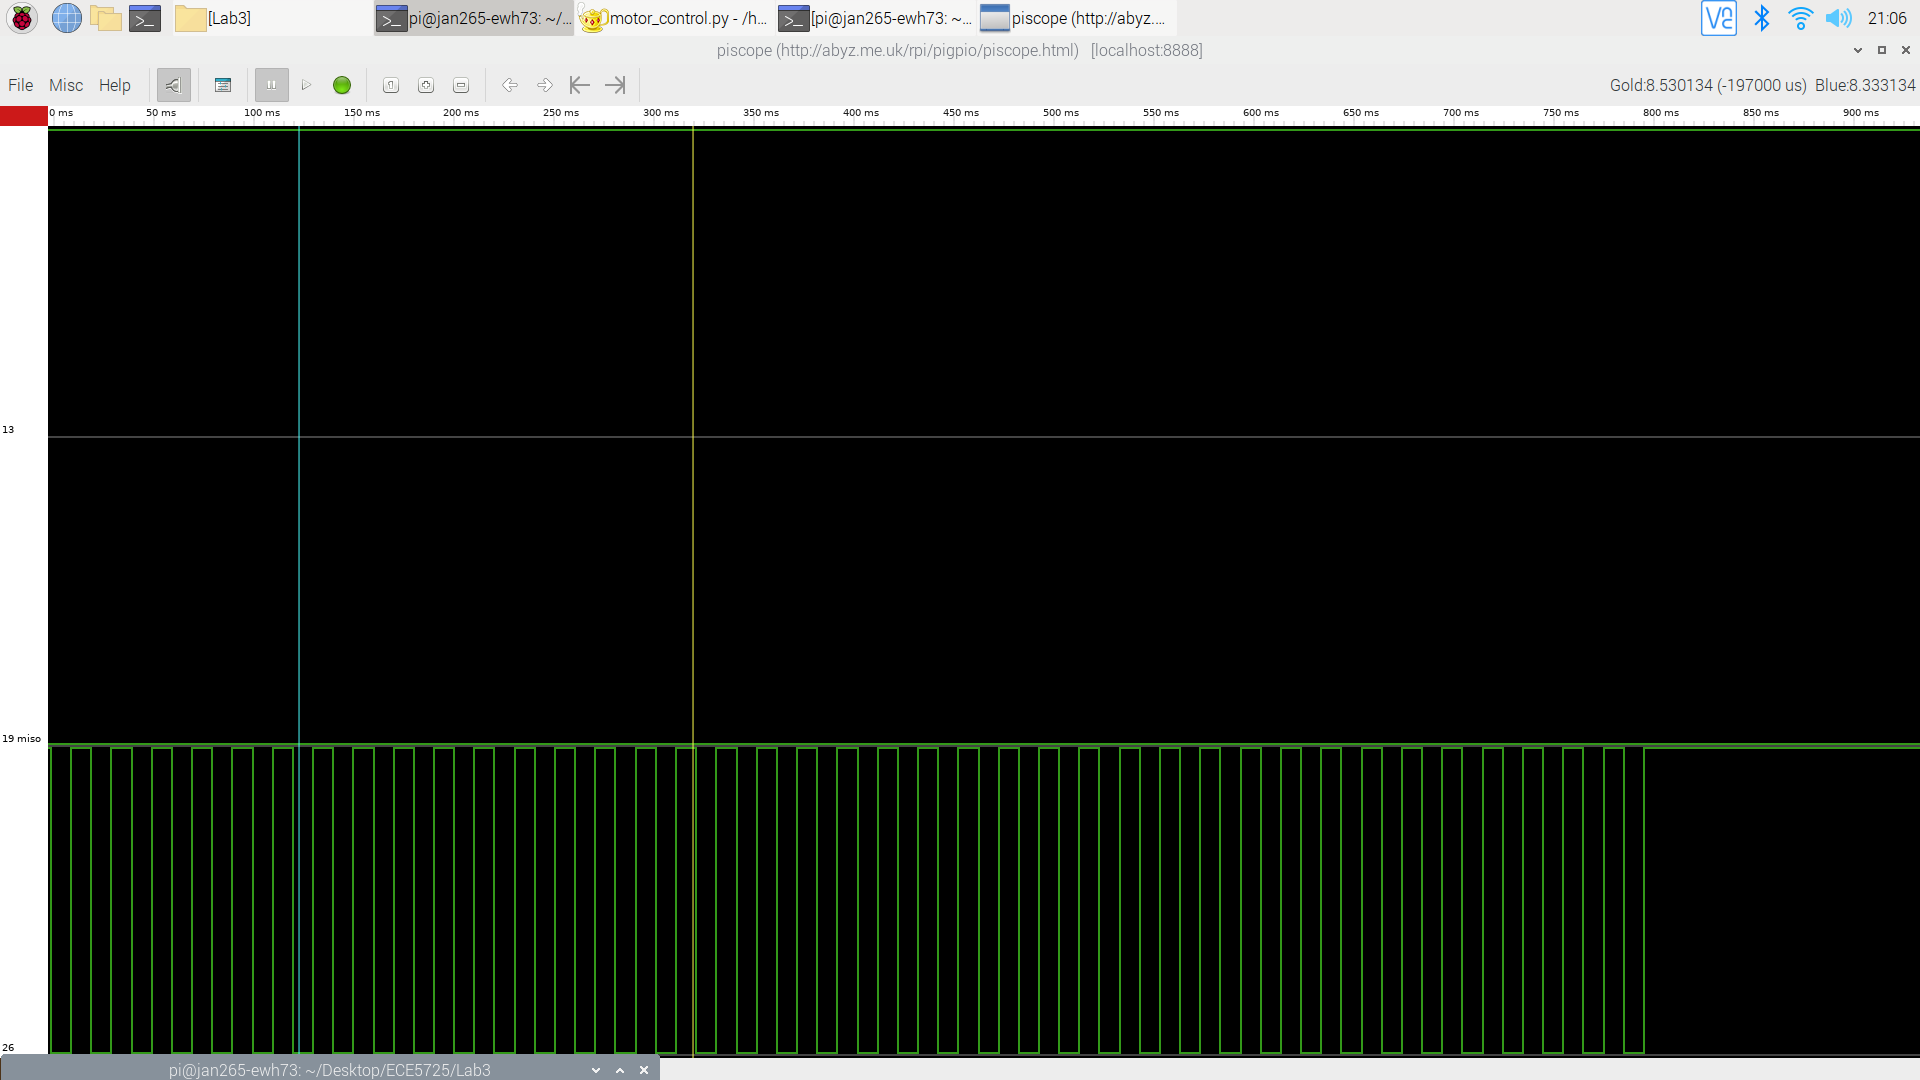 [Lab3] pi@jan265-ewh73: ~/... motor_control.py - /h... [pi@jan265-ewh73: ~... piscope (http://abyz.... 21:06
piscope (http://abyz.me.uk/rpi/pigpio/piscope.html) [localhost:8888]
File Misc Help Gold:8.530134 (-197000 us) Blue:8.333134
0 ms 50 ms 100 ms 150 ms 200 ms 250 ms 300 ms 350 ms 400 ms 450 ms 500 ms 550 ms 600 ms 650 ms 700 ms 750 ms 800 ms 850 ms 900 ms
13
19 miso
26
pi@jan265-ewh73: ~/Desktop/ECE5725/Lab3